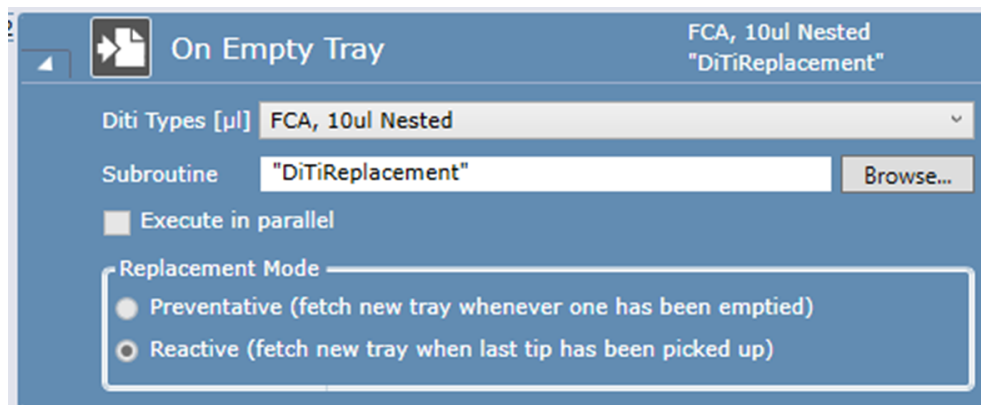 On Empty Tray
FCA, 10ul Nested
"DiTiReplacement"
Diti Types [µl] FCA, 10ul Nested
Subroutine "DiTiReplacement" Browse...
Execute in parallel
Replacement Mode
Preventative (fetch new tray whenever one has been emptied)
Reactive (fetch new tray when last tip has been picked up)